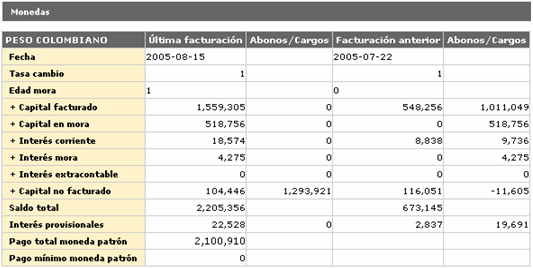 Monedas
PESO COLOMBIANO Última facturación Abonos/Cargos Facturación anterior Abonos/Cargos
Fecha 2005-08-15 2005-07-22
Tasa cambio 1 1
Edad mora 1 0
+ Capital facturado 1,559,305 0 548,256 1,011,049
+ Capital en mora 518,756 0 0 518,756
+ Interés corriente 18,574 0 8,838 9,736
+ Interés mora 4,275 0 0 4,275
+ Interés extracontable 0 0 0 0
+ Capital no facturado 104,446 1,293,921 116,051 -11,605
Saldo total 2,205,356 673,145
Interés provisionales 22,528 0 2,837 19,691
Pago total moneda patrón 2,100,910
Pago mínimo moneda patrón 0